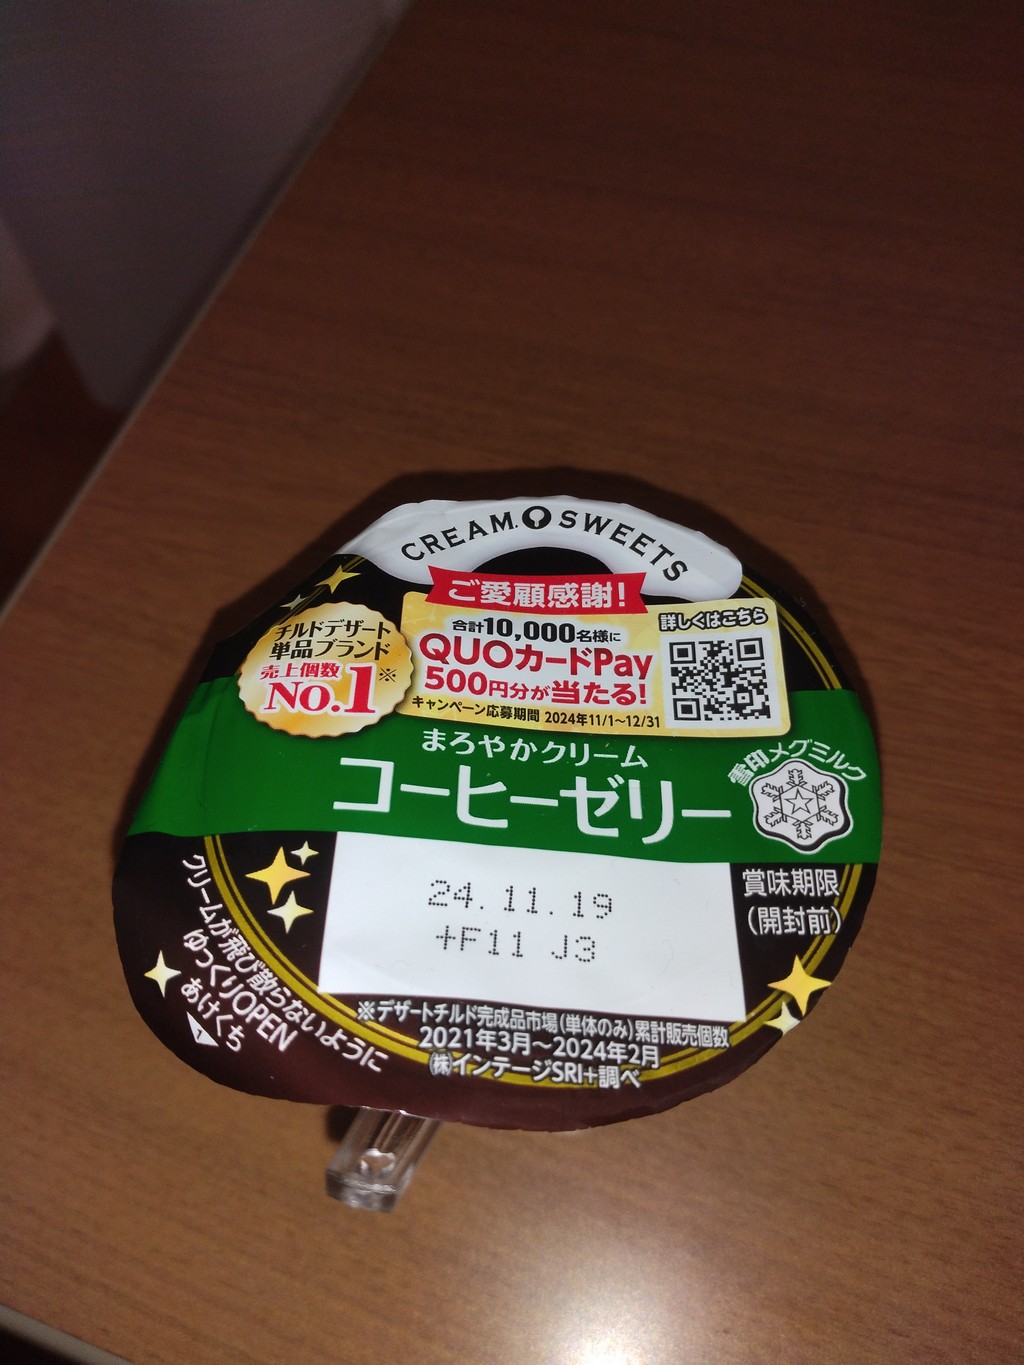 CREAM SWEETS
ご愛顧感謝!
チルドデザート
単品ブランド
売上個数
No.1※
合計10,000名様に
QUOカードPay
500円分が当たる!
キャンペーン応募期間 2024年11/1~12/31
詳しくはこちら
まろやかクリーム
コーヒーゼリー
雪印メグミルク
24.11.19
+F11 J3
賞味期限
(開封前)
クリームが飛び散らないように
ゆっくりOPEN
あけくち
1
※デザートチルド完成品市場(単体のみ)累計販売個数
2021年3月~2024年2月
㈱インテージSRI+調べ